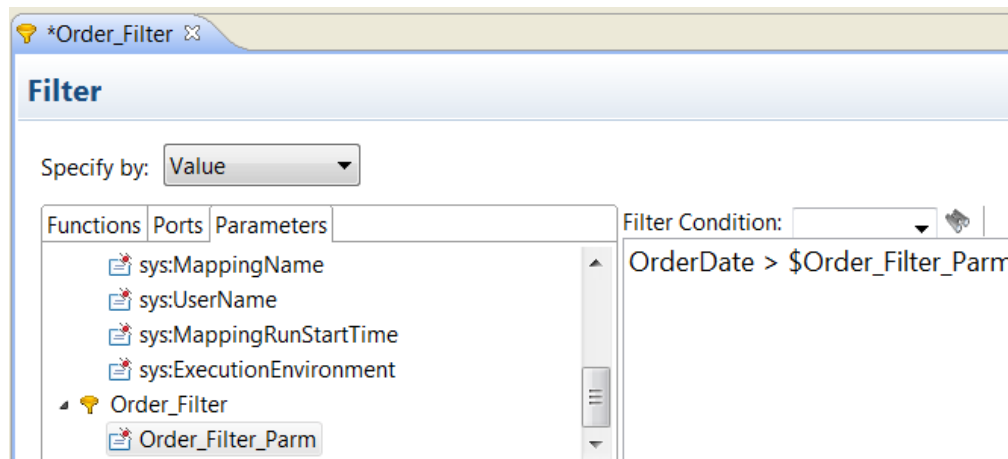 *Order_Filter
Filter
Specify by: Value
Functions Ports Parameters
sys:MappingName
sys:UserName
sys:MappingRunStartTime
sys:ExecutionEnvironment
Order_Filter
Order_Filter_Parm
Filter Condition:
OrderDate > $Order_Filter_Parm